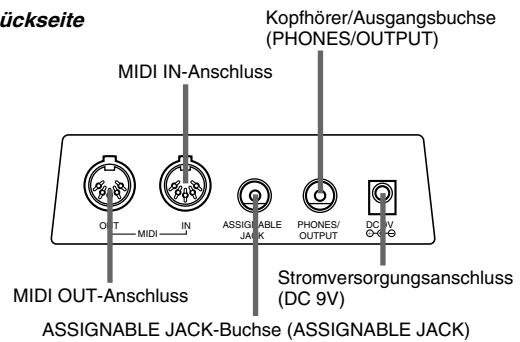 ückseite
Kopfhörer/Ausgangsbuchse
(PHONES/OUTPUT)
MIDI IN-Anschluss
OUT
MIDI
IN
ASSIGNABLE
JACK
PHONES/
OUTPUT
DC 9V
Stromversorgungsanschluss
(DC 9V)
MIDI OUT-Anschluss
ASSIGNABLE JACK-Buchse (ASSIGNABLE JACK)